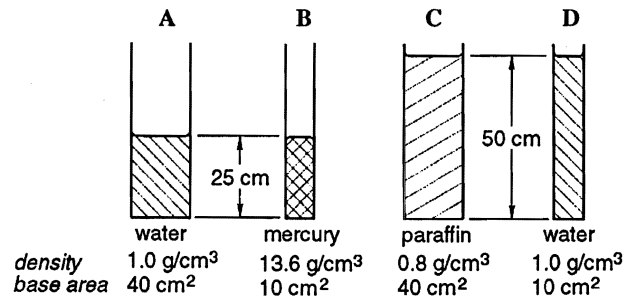 A B C D
25 cm
50 cm
water mercury paraffin water
density 1.0 g/cm³ 13.6 g/cm³ 0.8 g/cm³ 1.0 g/cm³
base area 40 cm² 10 cm² 40 cm² 10 cm²